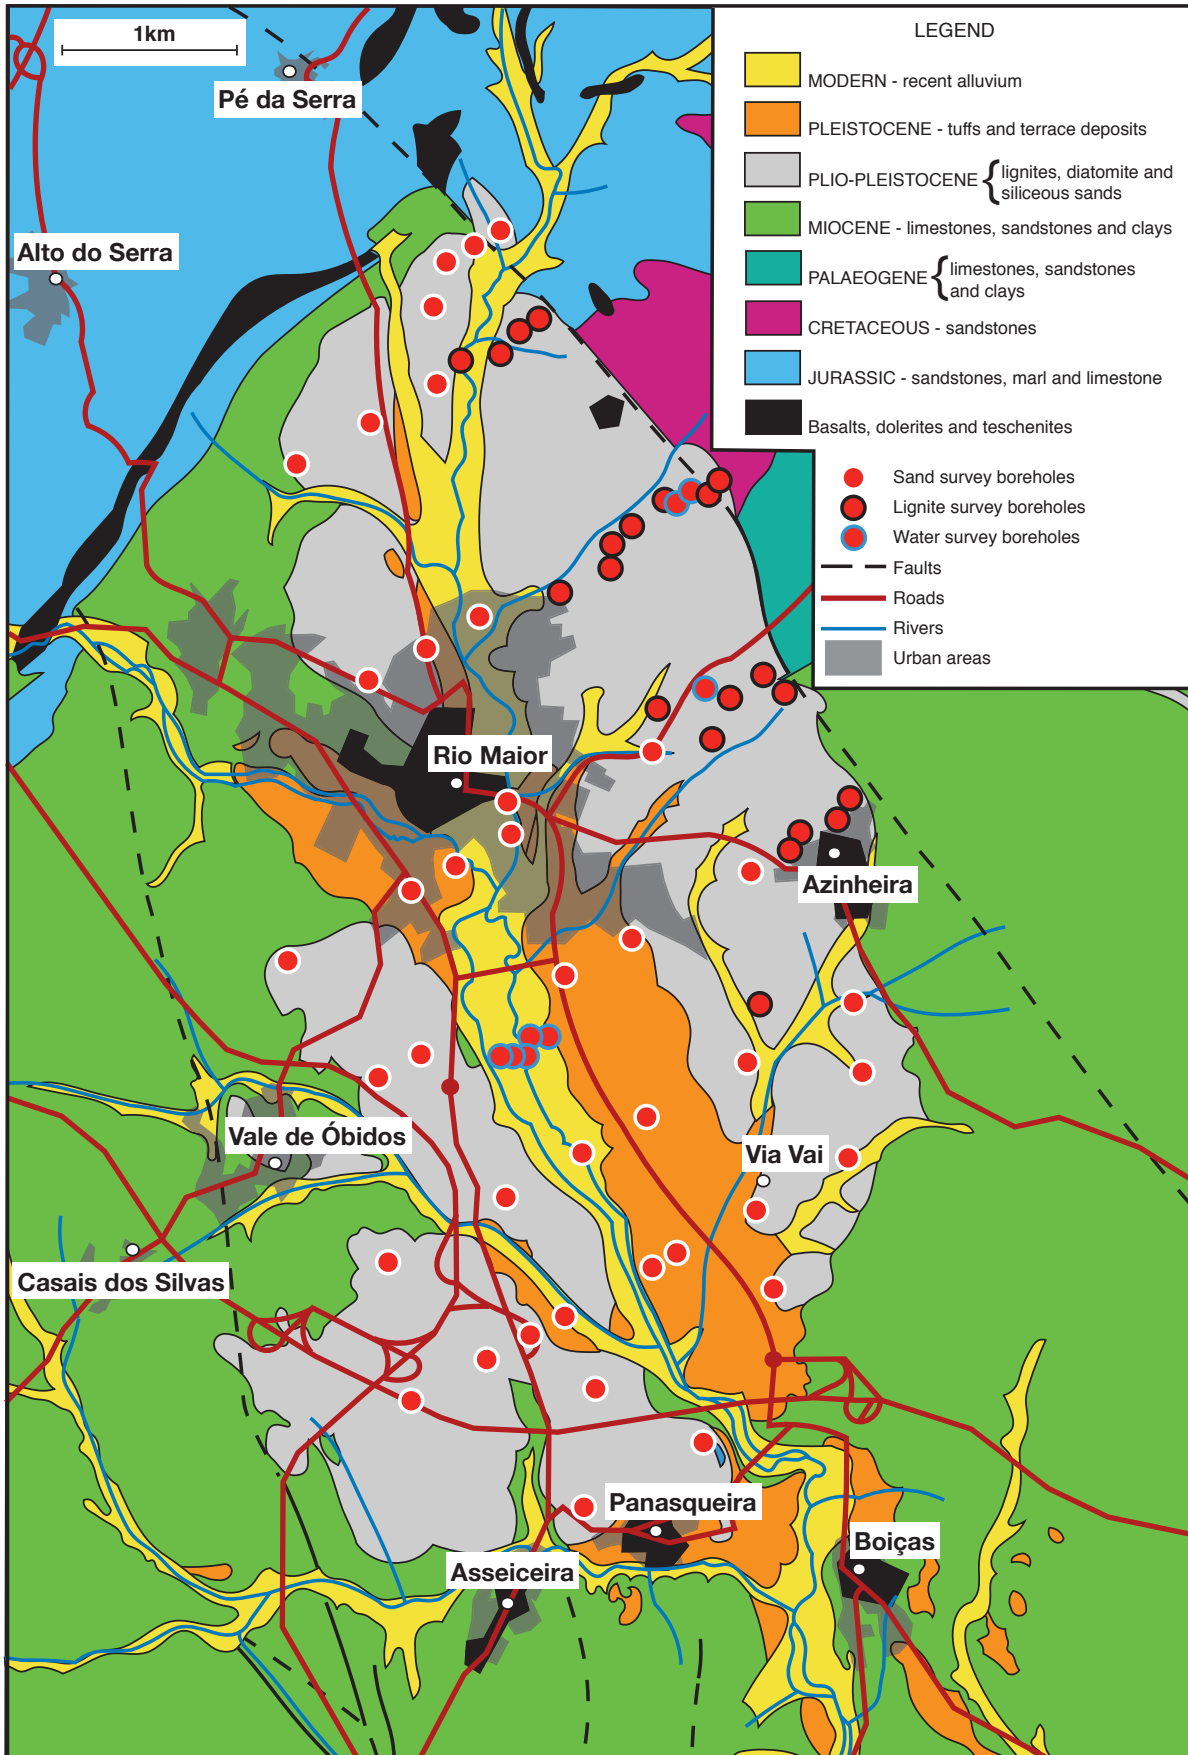 1km
Pé da Serra
Alto do Serra
LEGEND
MODERN - recent alluvium
PLEISTOCENE - tuffs and terrace deposits
PLIO-PLEISTOCENE { lignites, diatomite and
siliceous sands
MIOCENE - limestones, sandstones and clays
PALAEOGENE { limestones, sandstones
and clays
CRETACEOUS - sandstones
JURASSIC - sandstones, marl and limestone
Basalts, dolerites and teschenites
Sand survey boreholes
Lignite survey boreholes
Water survey boreholes
Faults
Roads
Rivers
Urban areas
Rio Maior
Azinheira
Vale de Óbidos
Via Vai
Casais dos Silvas
Panasqueira
Boiças
Asseiceira